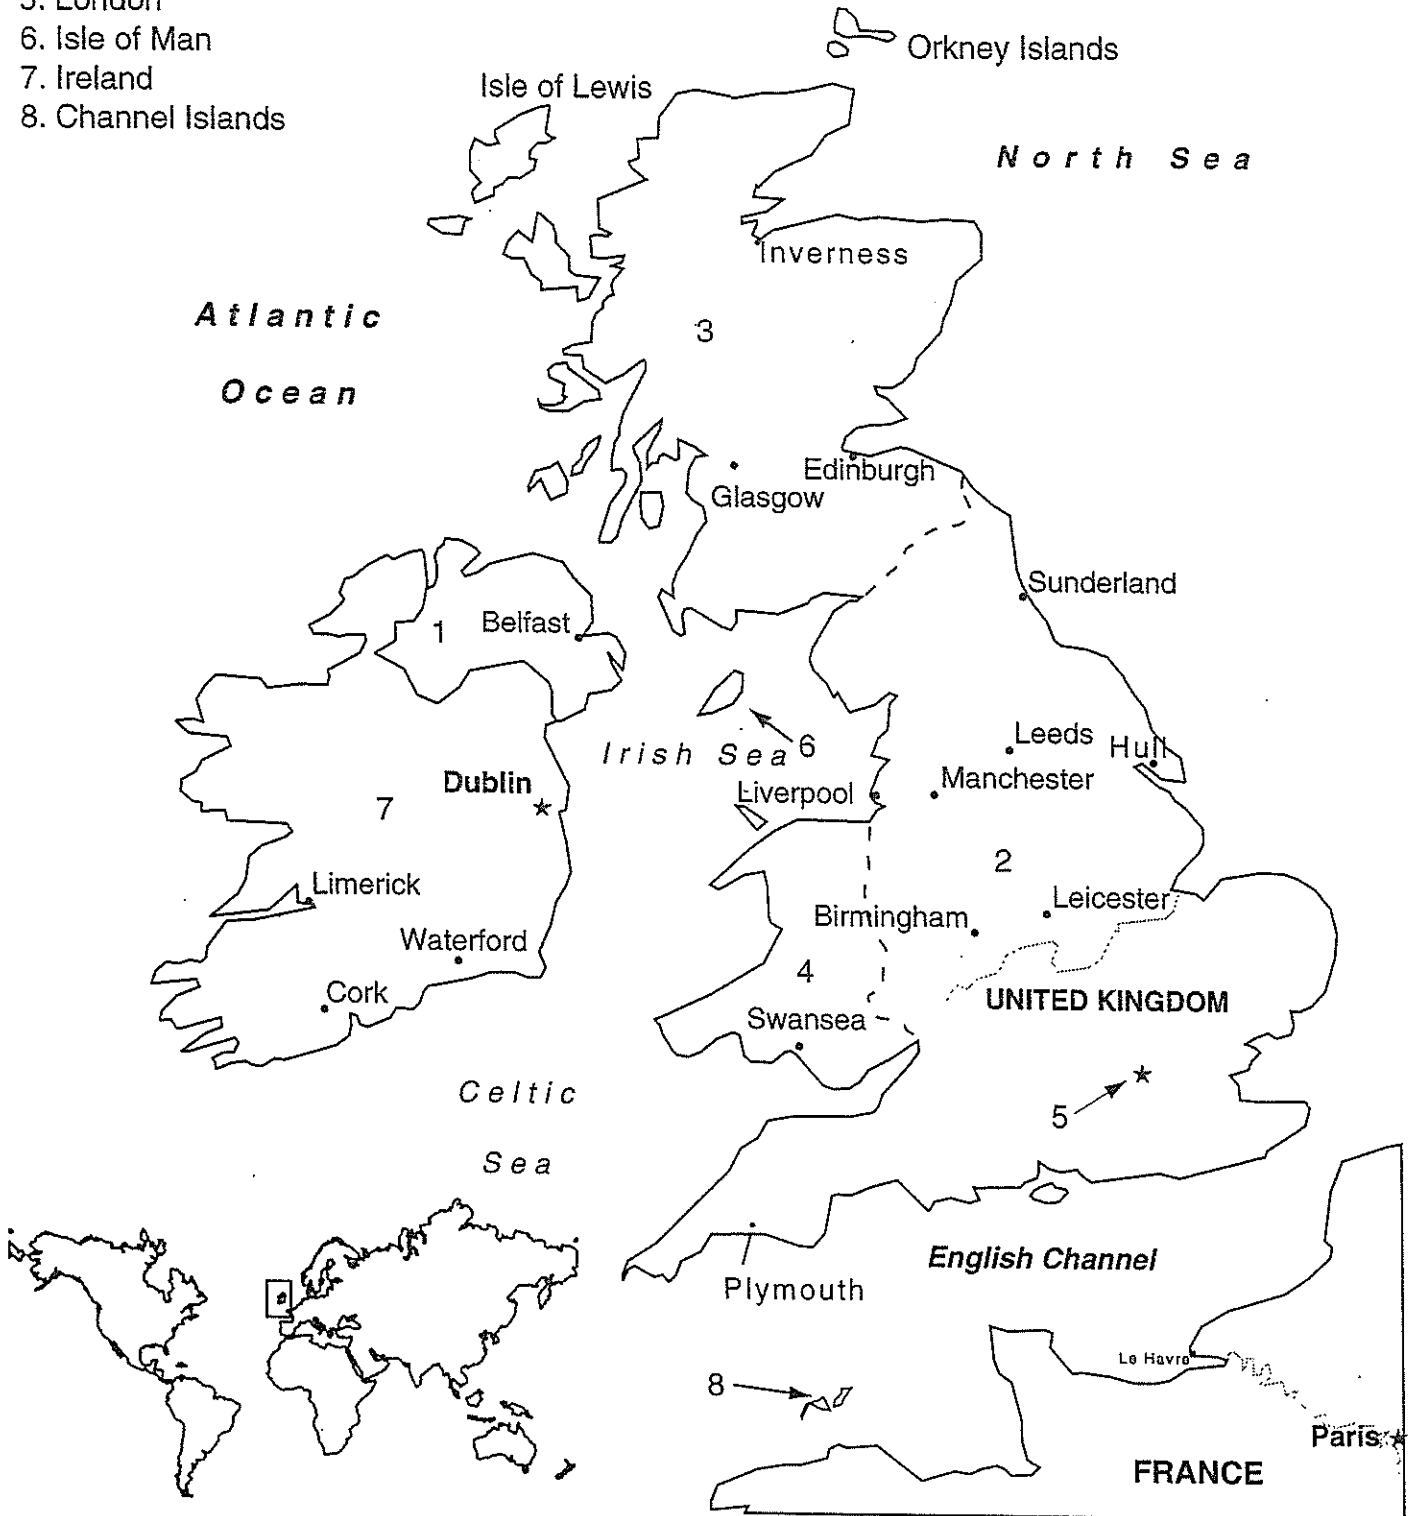 5. London
6. Isle of Man
7. Ireland
8. Channel Islands
Orkney Islands
Isle of Lewis
North Sea
Inverness
Atlantic
Ocean
3
Edinburgh
Glasgow
Sunderland
1
Belfast
6
Irish Sea
Leeds
Hull
Dublin
Liverpool
Manchester
7
2
Limerick
Leicester
Birmingham
Waterford
4
Cork
UNITED KINGDOM
Swansea
Celtic
Sea
5
English Channel
Plymouth
Le Havre
8
Paris
FRANCE